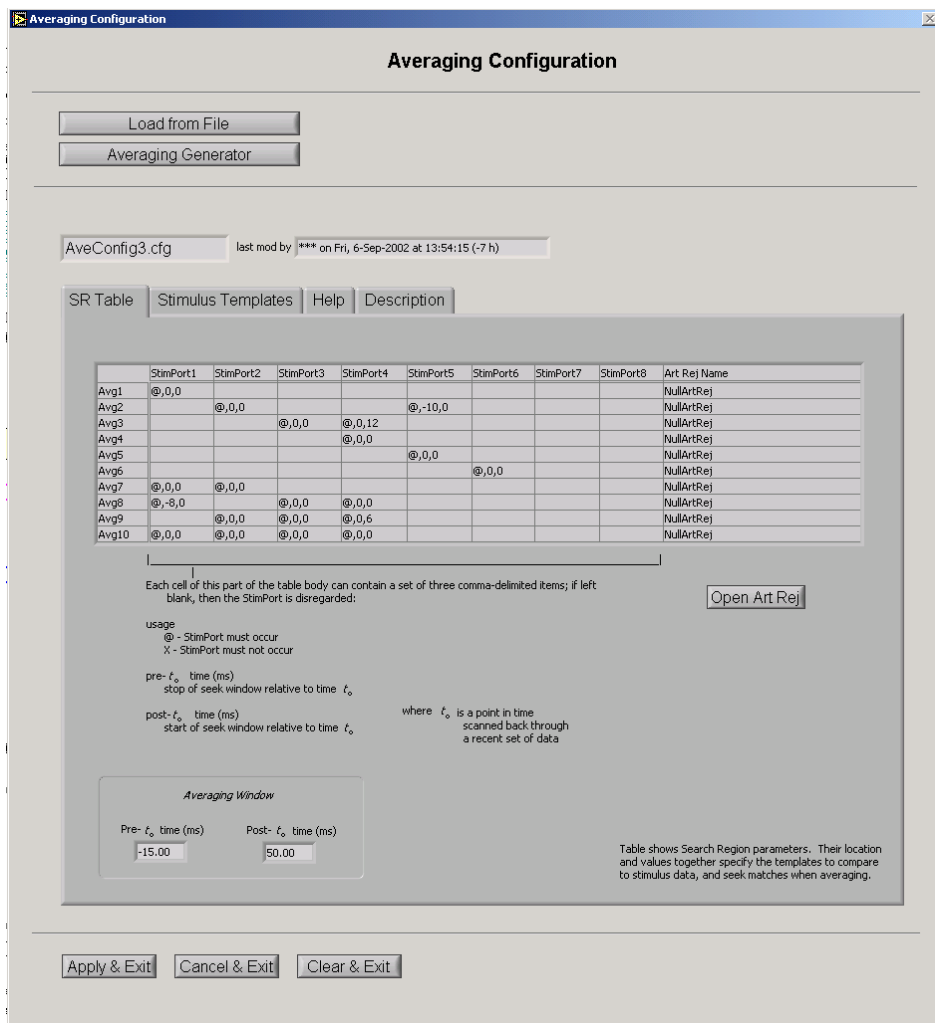 Averaging Configuration
Averaging Configuration
Load from File
Averaging Generator
AveConfig3.cfg last mod by *** on Fri, 6-Sep-2002 at 13:54:15 (-7 h)
SR Table Stimulus Templates Help Description
StimPort1 StimPort2 StimPort3 StimPort4 StimPort5 StimPort6 StimPort7 StimPort8 Art Rej Name
Avg1 @,0,0 NullArtRej
Avg2 @,0,0 @,-10,0 NullArtRej
Avg3 @,0,0 @,0,12 NullArtRej
Avg4 @,0,0 NullArtRej
Avg5 @,0,0 NullArtRej
Avg6 @,0,0 NullArtRej
Avg7 @,0,0 @,0,0 NullArtRej
Avg8 @,-8,0 @,0,0 @,0,0 NullArtRej
Avg9 @,0,0 @,0,0 @,0,6 NullArtRej
Avg10 @,0,0 @,0,0 @,0,0 @,0,0 NullArtRej
Each cell of this part of the table body can contain a set of three comma-delimited items; if left
blank, then the StimPort is disregarded:
Open Art Rej
usage
@ - StimPort must occur
X - StimPort must not occur
pre- t₀ time (ms)
stop of seek window relative to time t₀
post- t₀ time (ms)
start of seek window relative to time t₀
where t₀ is a point in time
scanned back through
a recent set of data
Averaging Window
Pre- t₀ time (ms) Post- t₀ time (ms)
-15.00 50.00
Table shows Search Region parameters. Their location
and values together specify the templates to compare
to stimulus data, and seek matches when averaging.
Apply & Exit Cancel & Exit Clear & Exit